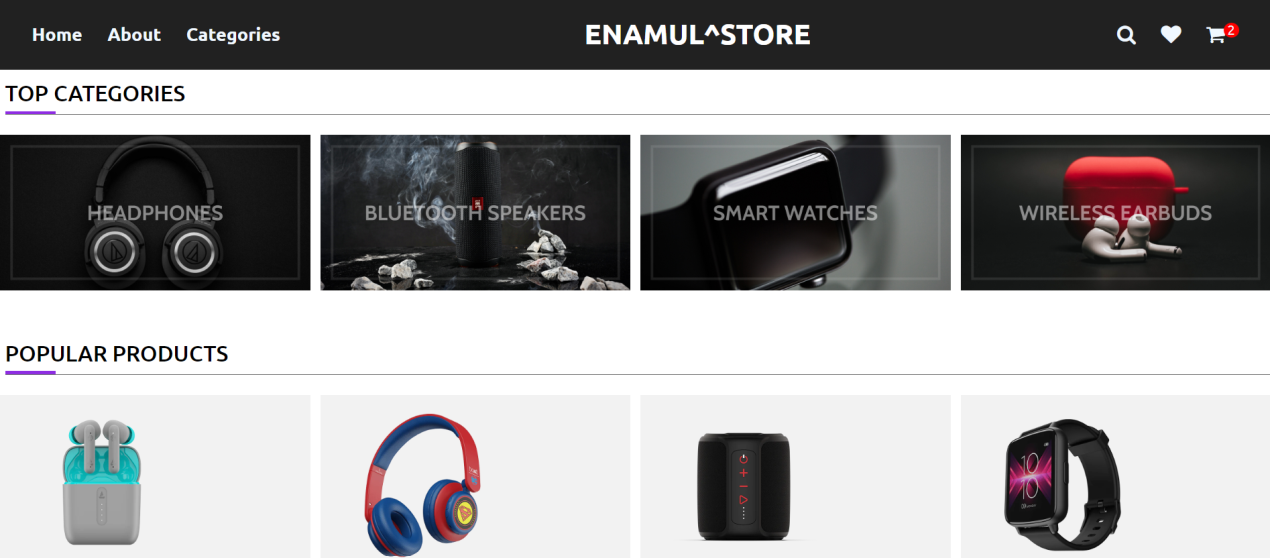 Home About Categories ENAMUL^STORE 2
TOP CATEGORIES
HEADPHONES BLUETOOTH SPEAKERS SMART WATCHES WIRELESS EARBUDS
POPULAR PRODUCTS